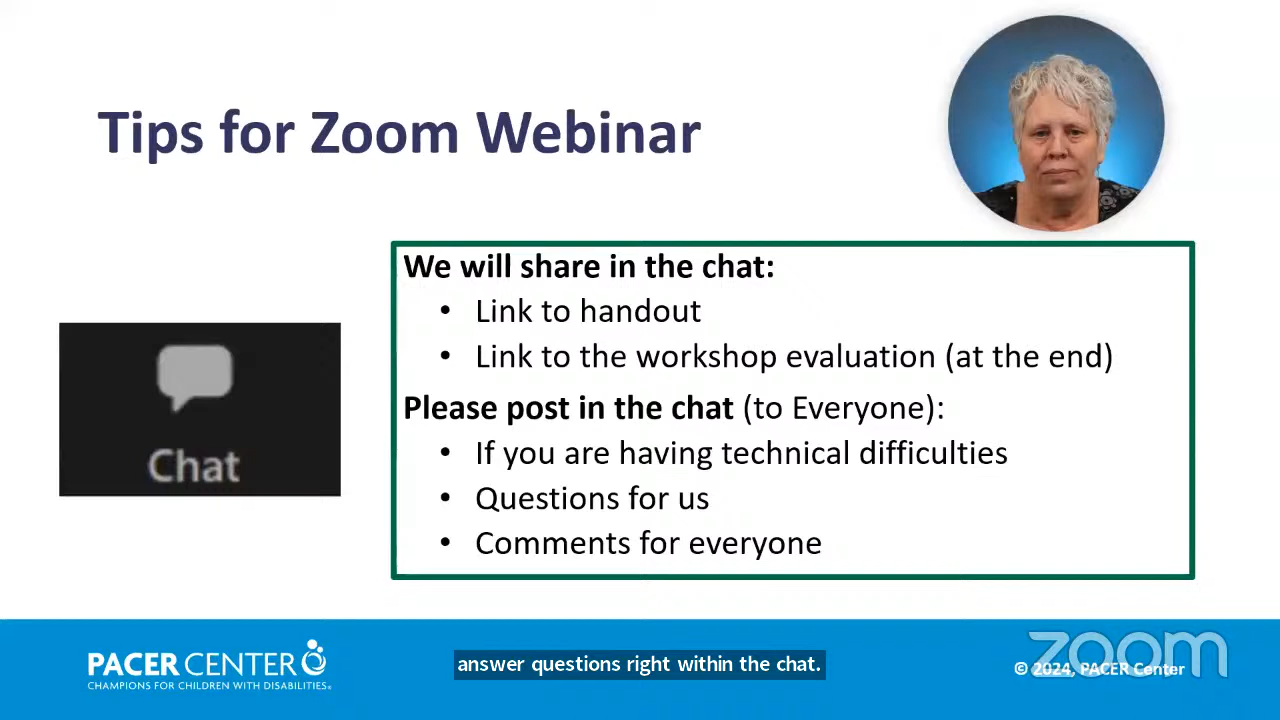 Tips for Zoom Webinar
We will share in the chat:
• Link to handout
• Link to the workshop evaluation (at the end)
Please post in the chat (to Everyone):
• If you are having technical difficulties
• Questions for us
• Comments for everyone
Chat
PACER CENTER
CHAMPIONS FOR CHILDREN WITH DISABILITIES®
answer questions right within the chat.
© 2024, PACER Center
zoom